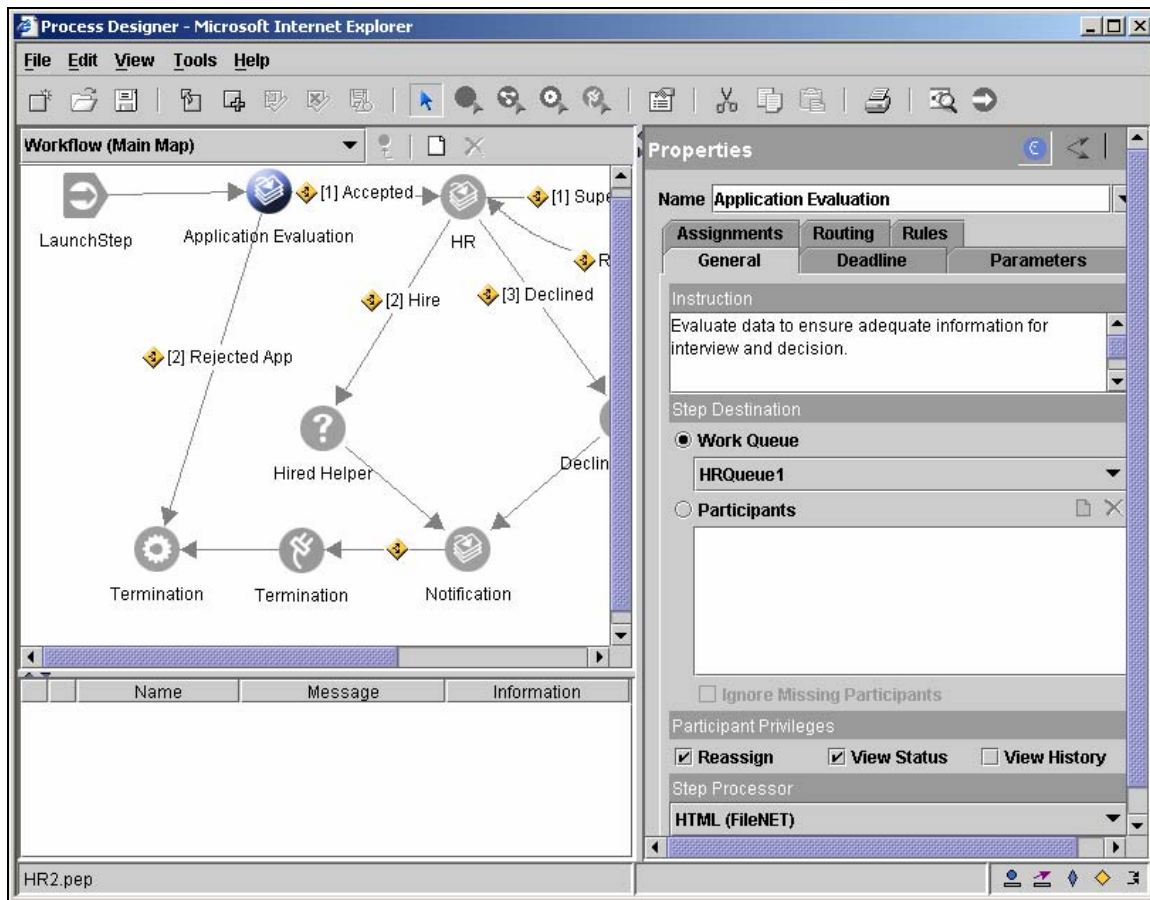 Process Designer - Microsoft Internet Explorer
File Edit View Tools Help
Workflow (Main Map)
LaunchStep
Application Evaluation
[1] Accepted
HR
[1] Supe
R
[2] Hire
[3] Declined
[2] Rejected App
Hired Helper
Declin
Termination
Termination
Notification
Name Message Information
HR2.pep
Properties
Name Application Evaluation
Assignments Routing Rules
General Deadline Parameters
Instruction
Evaluate data to ensure adequate information for
interview and decision.
Step Destination
Work Queue
HRQueue1
Participants
Ignore Missing Participants
Participant Privileges
Reassign View Status View History
Step Processor
HTML (FileNET)